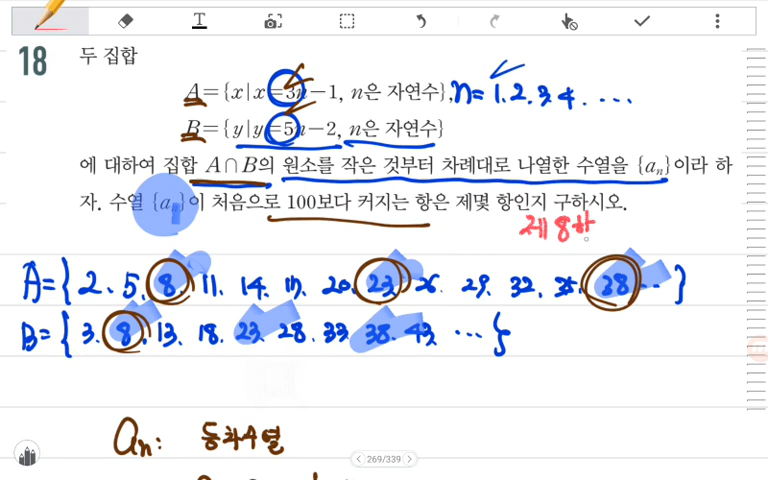 18 두 집합
A={x|x=3n−1, n은 자연수}, n= 1, 2, 3, 4, ....
B={y|y=5n−2, n은 자연수}
에 대하여 집합 A∩B의 원소를 작은 것부터 차례대로 나열한 수열을 {aₙ}이라 하
자. 수열 {aₙ}이 처음으로 100보다 커지는 항은 제몇 항인지 구하시오.
제 8항
A={ 2, 5, 8, 11, 14, 17, 20, 23, 26, 29, 32, 35, 38 ... }
B={ 3, 8, 13, 18, 23, 28, 33, 38, 43, ... }
aₙ: 등차수열
269/339